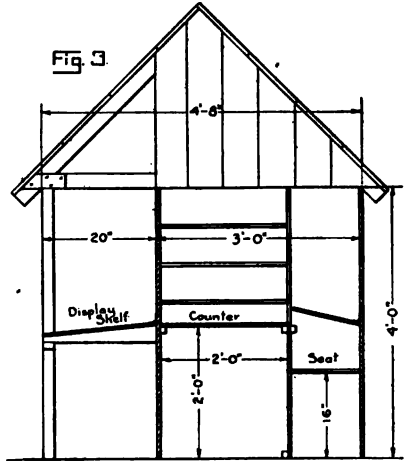 Fig. 3.
4'-8"
20"
3'-0"
Display
Shelf
Counter
2'-0"
Seat
2'-0"
16"
4'-0"